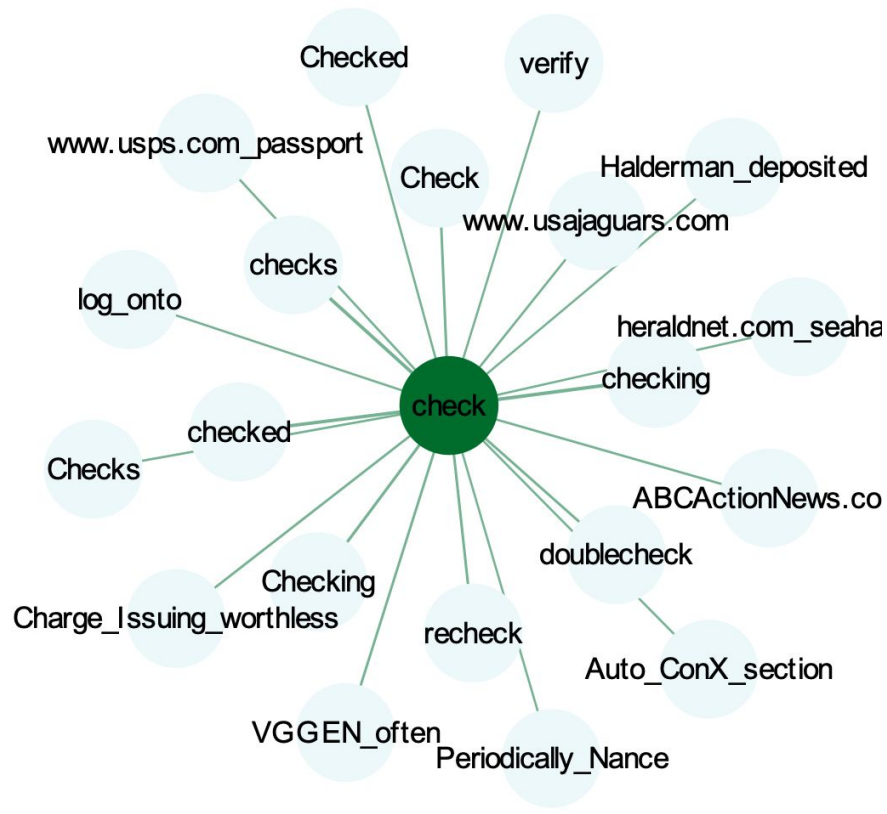 Checked
verify
www.usps.com_passport
Halderman_deposited
Check
www.usajaguars.com
checks
log_onto
heraldnet.com_seaha
checking
check
checked
Checks
ABCActionNews.co
doublecheck
Checking
Charge_Issuing_worthless
recheck
Auto_ConX_section
VGGEN_often
Periodically_Nance